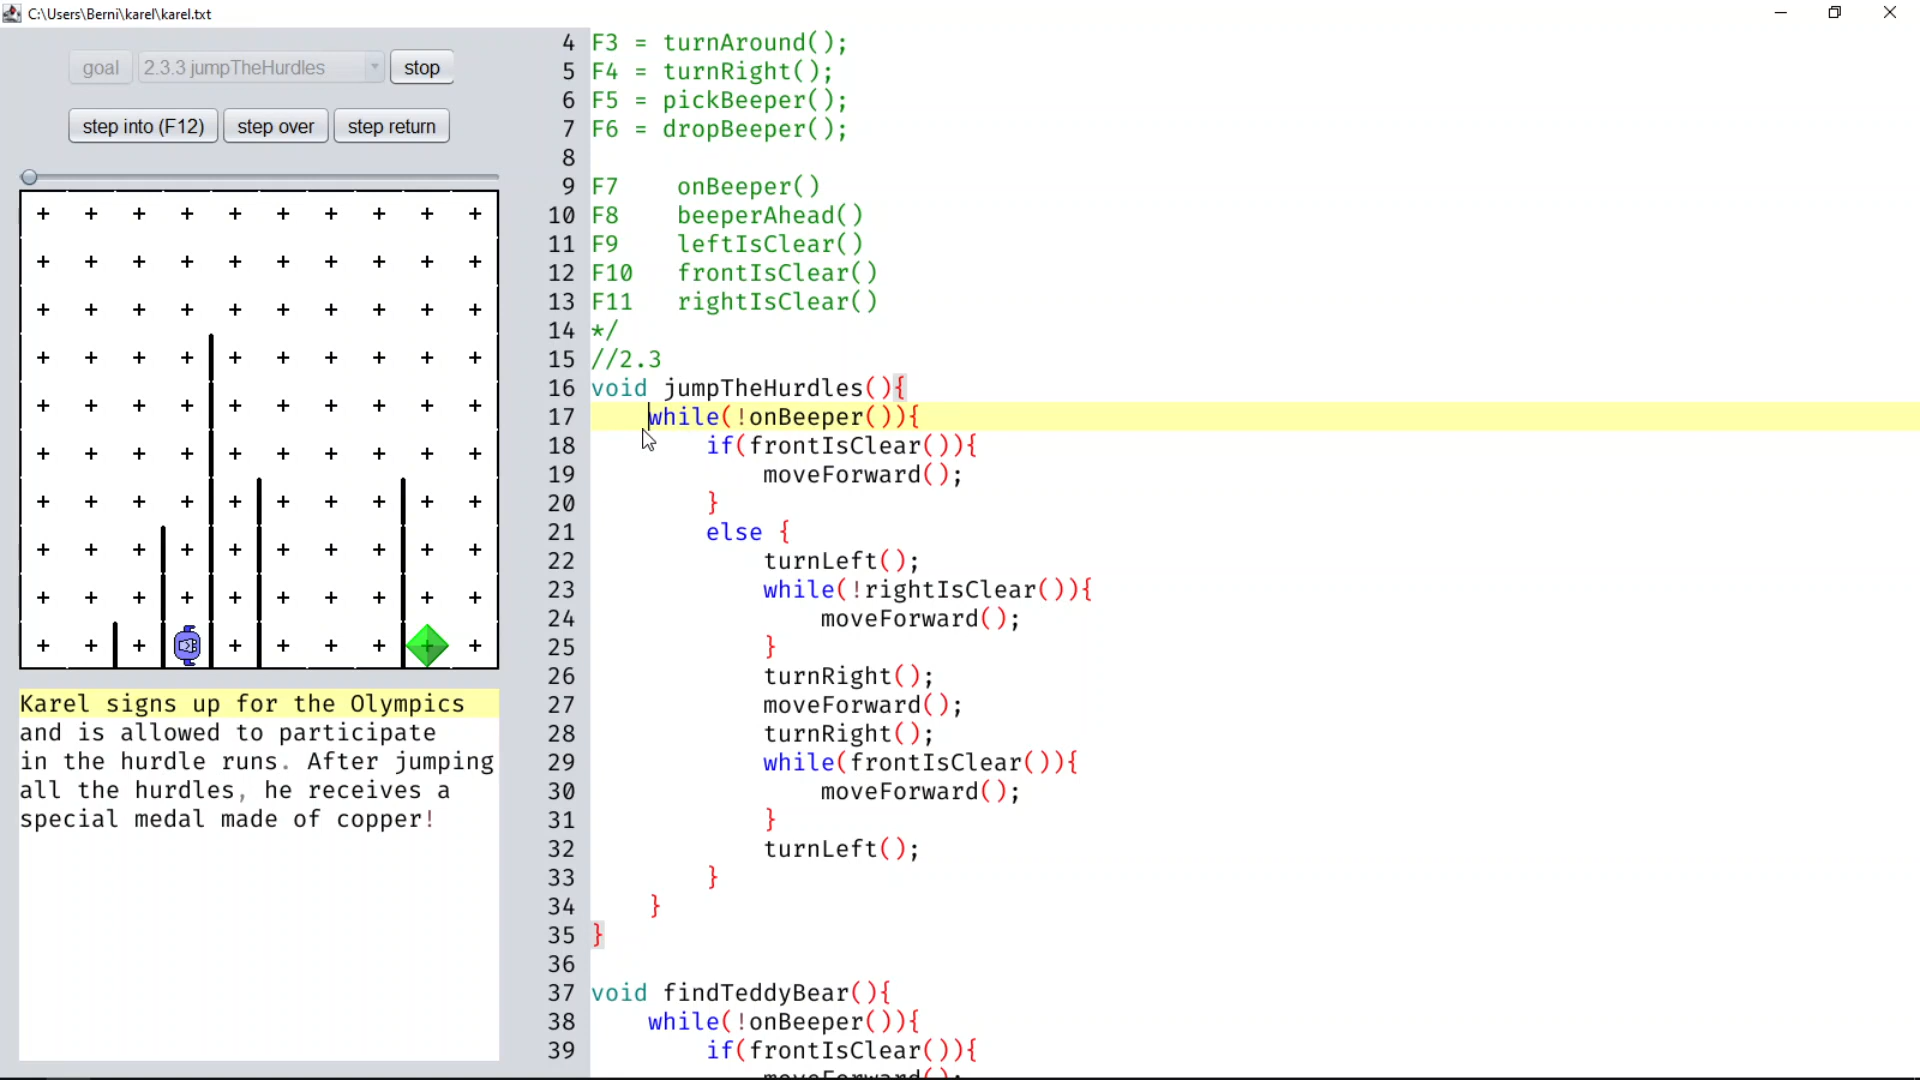 C:\Users\Berni\karel\karel.txt
goal 2.3.3 jumpTheHurdles stop
step into (F12) step over step return
Karel signs up for the Olympics
and is allowed to participate
in the hurdle runs. After jumping
all the hurdles, he receives a
special medal made of copper!
4 F3 = turnAround();
5 F4 = turnRight();
6 F5 = pickBeeper();
7 F6 = dropBeeper();
8
9 F7    onBeeper()
10 F8    beeperAhead()
11 F9    leftIsClear()
12 F10   frontIsClear()
13 F11   rightIsClear()
14 */
15 //2.3
16 void jumpTheHurdles(){
17     while(!onBeeper()){
18         if(frontIsClear()){
19             moveForward();
20         }
21         else {
22             turnLeft();
23             while(!rightIsClear()){
24                 moveForward();
25             }
26             turnRight();
27             moveForward();
28             turnRight();
29             while(frontIsClear()){
30                 moveForward();
31             }
32             turnLeft();
33         }
34     }
35 }
36
37 void findTeddyBear(){
38     while(!onBeeper()){
39         if(frontIsClear()){
            moveForward();